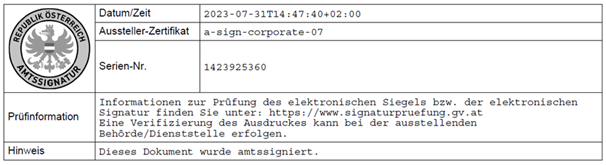 REPUBLIK ÖSTERREICH
AMTSSIGNATUR
Datum/Zeit 2023-07-31T14:47:40+02:00
Aussteller-Zertifikat a-sign-corporate-07
Serien-Nr. 1423925360
Prüfinformation
Informationen zur Prüfung des elektronischen Siegels bzw. der elektronischen
Signatur finden Sie unter: https://www.signaturpruefung.gv.at
Eine Verifizierung des Ausdruckes kann bei der ausstellenden
Behörde/Dienststelle erfolgen.
Hinweis Dieses Dokument wurde amtssigniert.